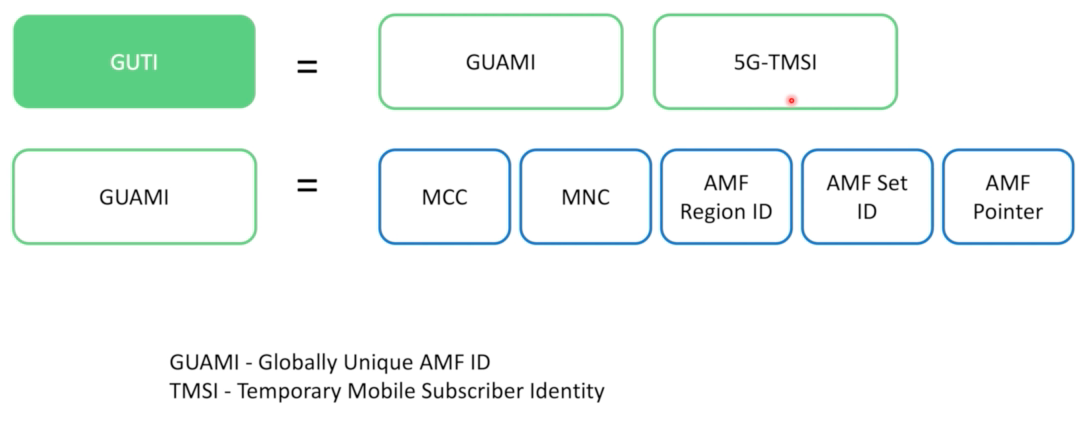 GUTI = GUAMI 5G-TMSI
GUAMI = MCC MNC AMF Region ID AMF Set ID AMF Pointer
GUAMI - Globally Unique AMF ID
TMSI - Temporary Mobile Subscriber Identity